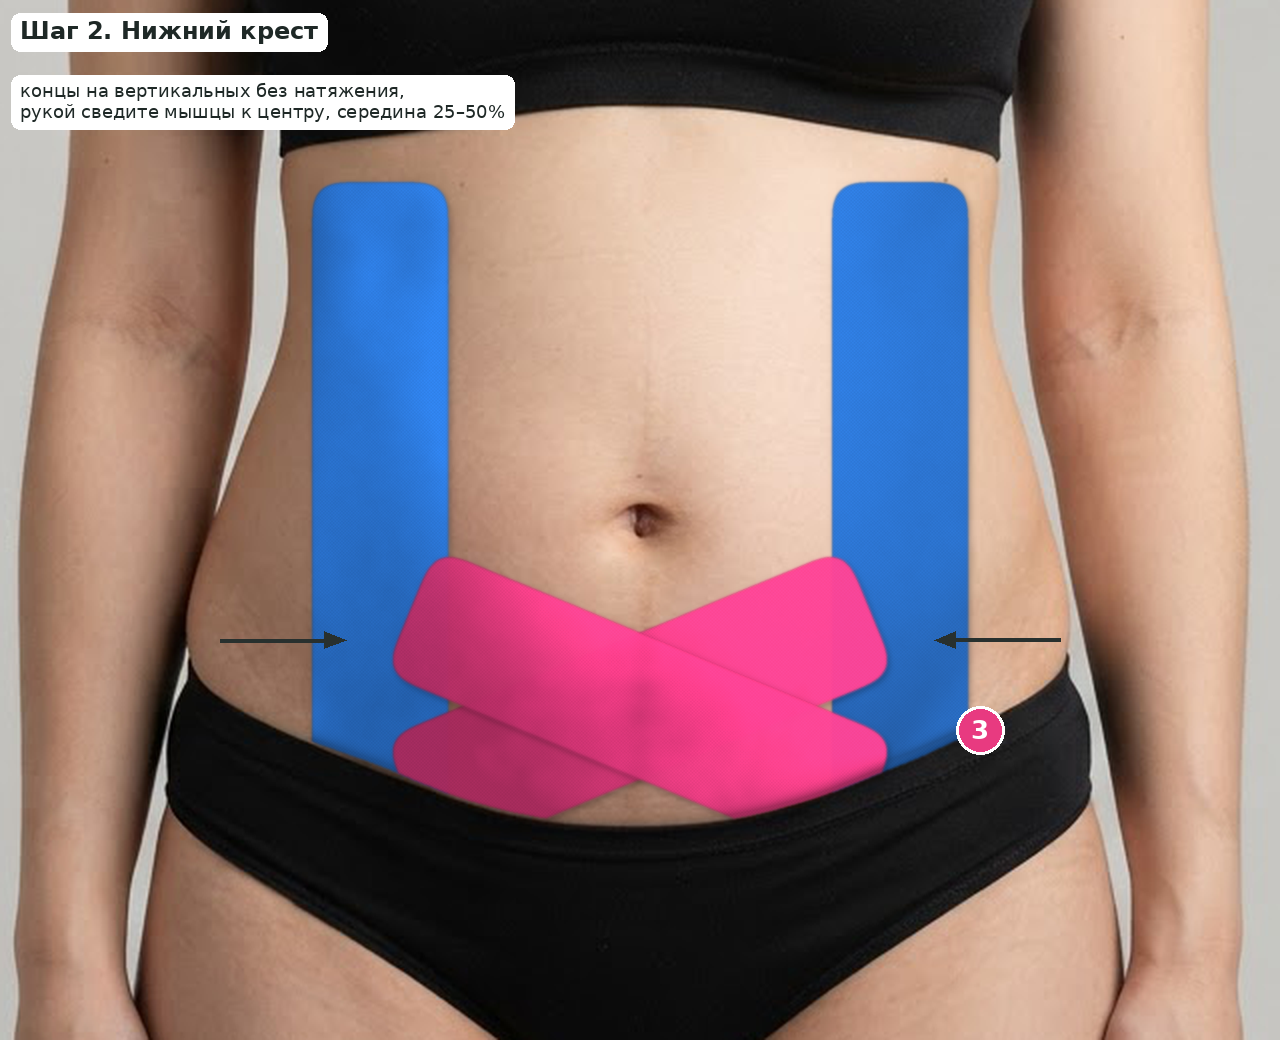 Шаг 2. Нижний крест
концы на вертикальных без натяжения,
рукой сведите мышцы к центру, середина 25–50%
3